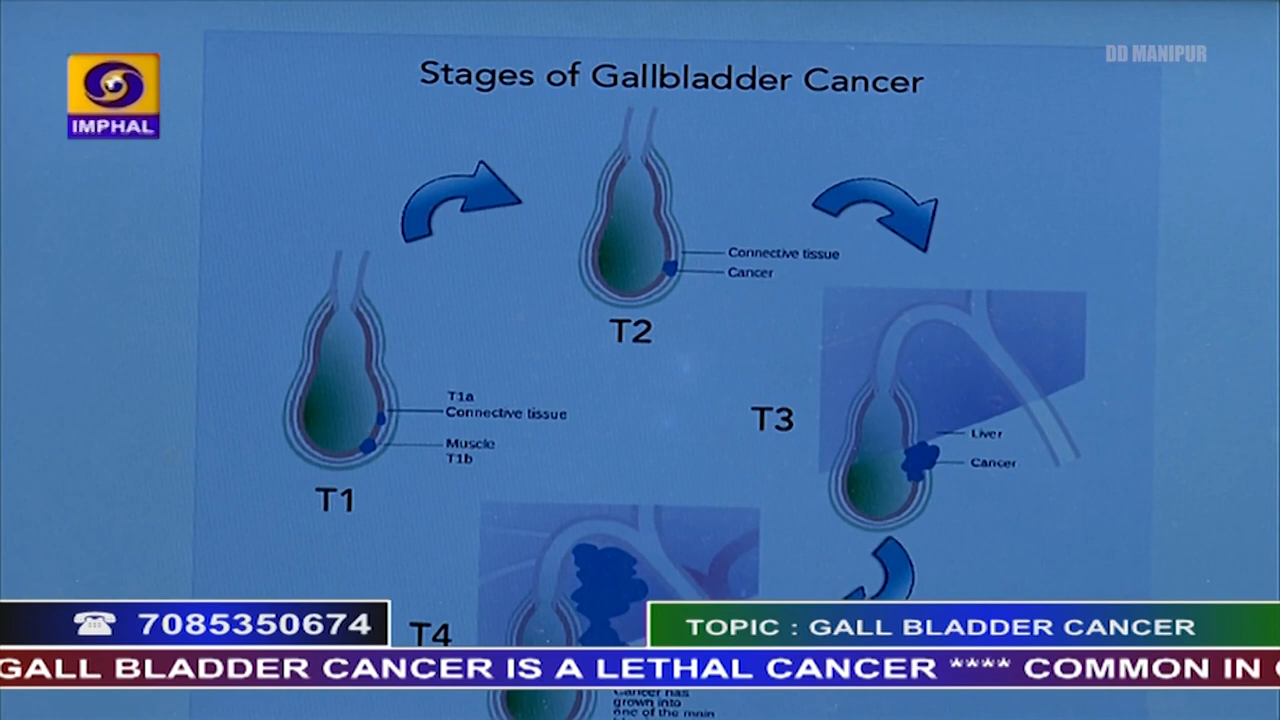 DD MANIPUR
IMPHAL
Stages of Gallbladder Cancer
Connective tissue
Cancer
T2
T1a
Connective tissue
Muscle
T1b
T1
T3
Liver
Cancer
T4
7085350674
TOPIC : GALL BLADDER CANCER
GALL BLADDER CANCER IS A LETHAL CANCER **** COMMON IN
Cancer has
grown into
one of the main